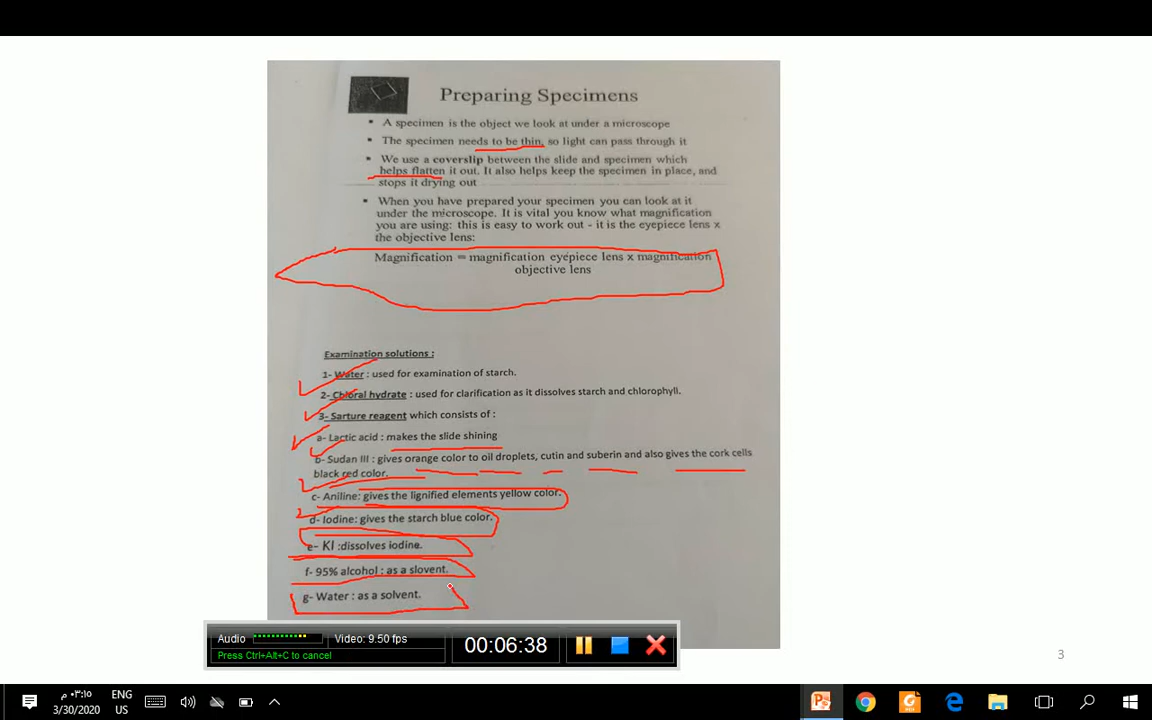 Preparing Specimens
▪ A specimen is the object we look at under a microscope
▪ The specimen needs to be thin, so light can pass through it
▪ We use a coverslip between the slide and specimen which
helps flatten it out. It also helps keep the specimen in place, and
stops it drying out
▪ When you have prepared your specimen you can look at it
under the microscope. It is vital you know what magnification
you are using: this is easy to work out - it is the eyepiece lens x
the objective lens:
Magnification = magnification eyepiece lens x magnification
objective lens
Examination solutions :
1- Water : used for examination of starch.
2- Chloral hydrate : used for clarification as it dissolves starch and chlorophyll.
3- Sarture reagent which consists of :
a- Lactic acid : makes the slide shining
b- Sudan III : gives orange color to oil droplets, cutin and suberin and also gives the cork cells
black red color.
c- Aniline: gives the lignified elements yellow color.
d- Iodine: gives the starch blue color.
e- KI :dissolves iodine.
f- 95% alcohol : as a slovent.
g- Water : as a solvent.
Audio
Video: 9.50 fps
Press Ctrl+Alt+C to cancel
00:06:38
3
٠٣:١٥ م
3/30/2020
ENG
US